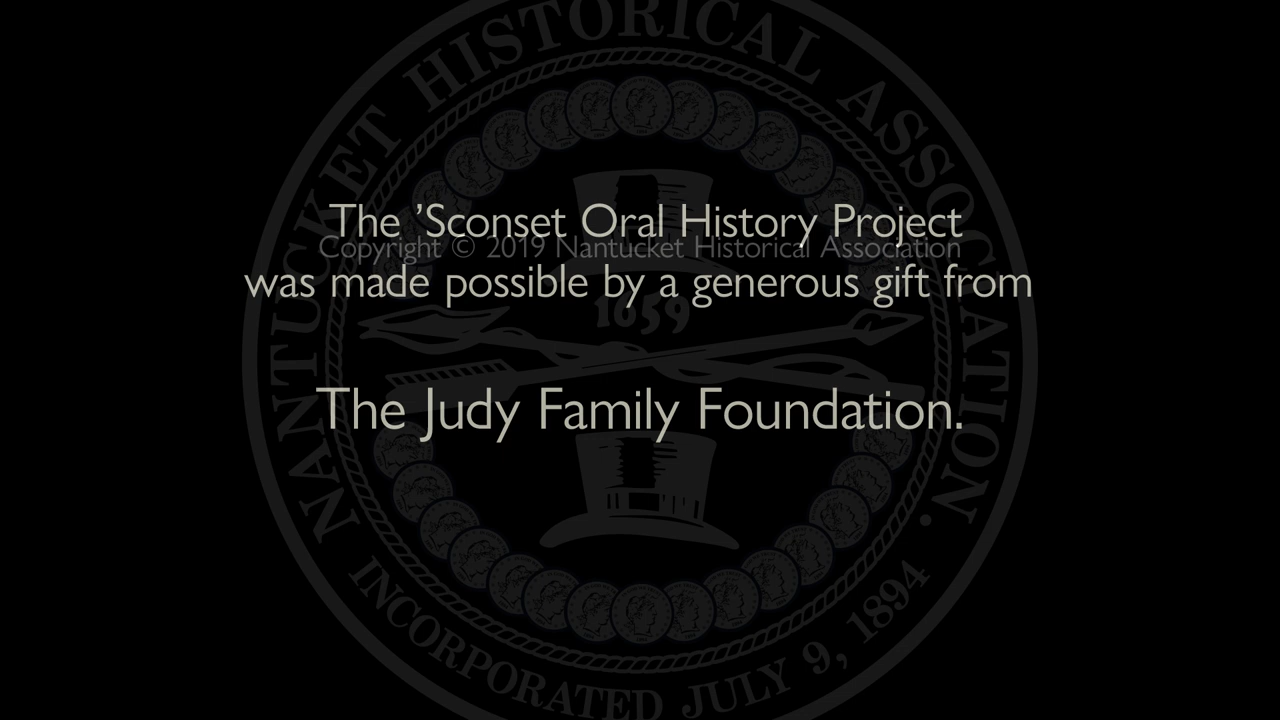 NANTUCKET HISTORICAL ASSOCIATION.
The ’Sconset Oral History Project
Copyright © 2019 Nantucket Historical Association
was made possible by a generous gift from
1659
The Judy Family Foundation.
INCORPORATED JULY 9, 1894